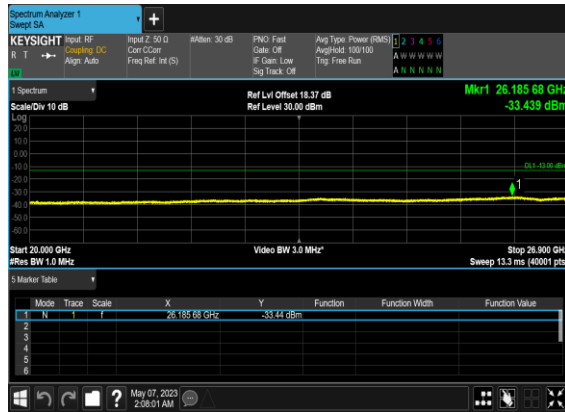 Spectrum Analyzer 1
Swept SA
+
KEYSIGHT Input: RF Input Z: 50 Ω #Atten: 30 dB PNO: Fast Avg Type: Power (RMS) 1 2 3 4 5 6
R T Coupling: DC Corr CCorr Gate: Off Avg|Hold: 100/100 A W W W W W
Align: Auto Freq Ref: Int (S) IF Gain: Low Trig: Free Run
Sig Track: Off A N N N N N
LU
1 Spectrum Ref Lvl Offset 18.37 dB Mkr1 26.185 68 GHz
Scale/Div 10 dB Ref Level 30.00 dBm -33.439 dBm
Log
20.0
10.0
0.00
-10.0
DL1 -13.00 dBm
-20.0
1
-30.0
-40.0
-50.0
-60.0
Start 20.000 GHz Video BW 3.0 MHz* Stop 26.900 GHz
#Res BW 1.0 MHz Sweep 13.3 ms (40001 pts)
5 Marker Table
Mode Trace Scale X Y Function Function Width Function Value
1 N 1 f 26.185 68 GHz -33.44 dBm
2
3
4
5
6
? May 07, 2023
2:08:01 AM